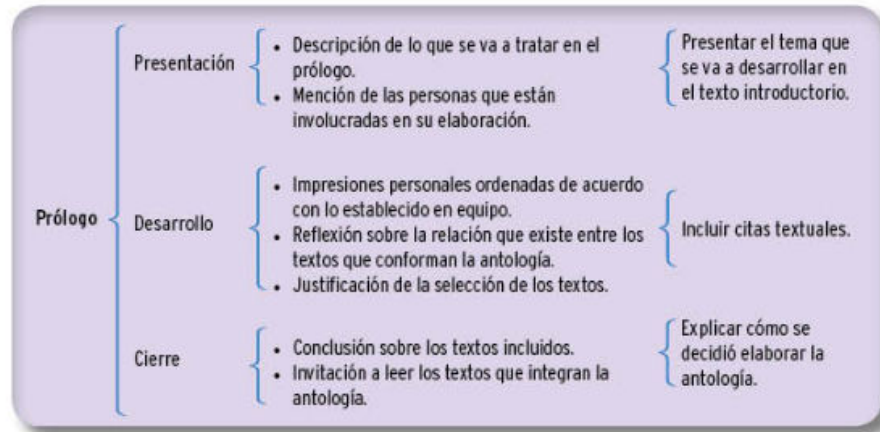 Prólogo
Presentación
• Descripción de lo que se va a tratar en el
prólogo.
• Mención de las personas que están
involucradas en su elaboración.
Presentar el tema que
se va a desarrollar en
el texto introductorio.
Desarrollo
• Impresiones personales ordenadas de acuerdo
con lo establecido en equipo.
• Reflexión sobre la relación que existe entre los
textos que conforman la antología.
• Justificación de la selección de los textos.
Incluir citas textuales.
Cierre
• Conclusión sobre los textos incluidos.
• Invitación a leer los textos que integran la
antología.
Explicar cómo se
decidió elaborar la
antología.